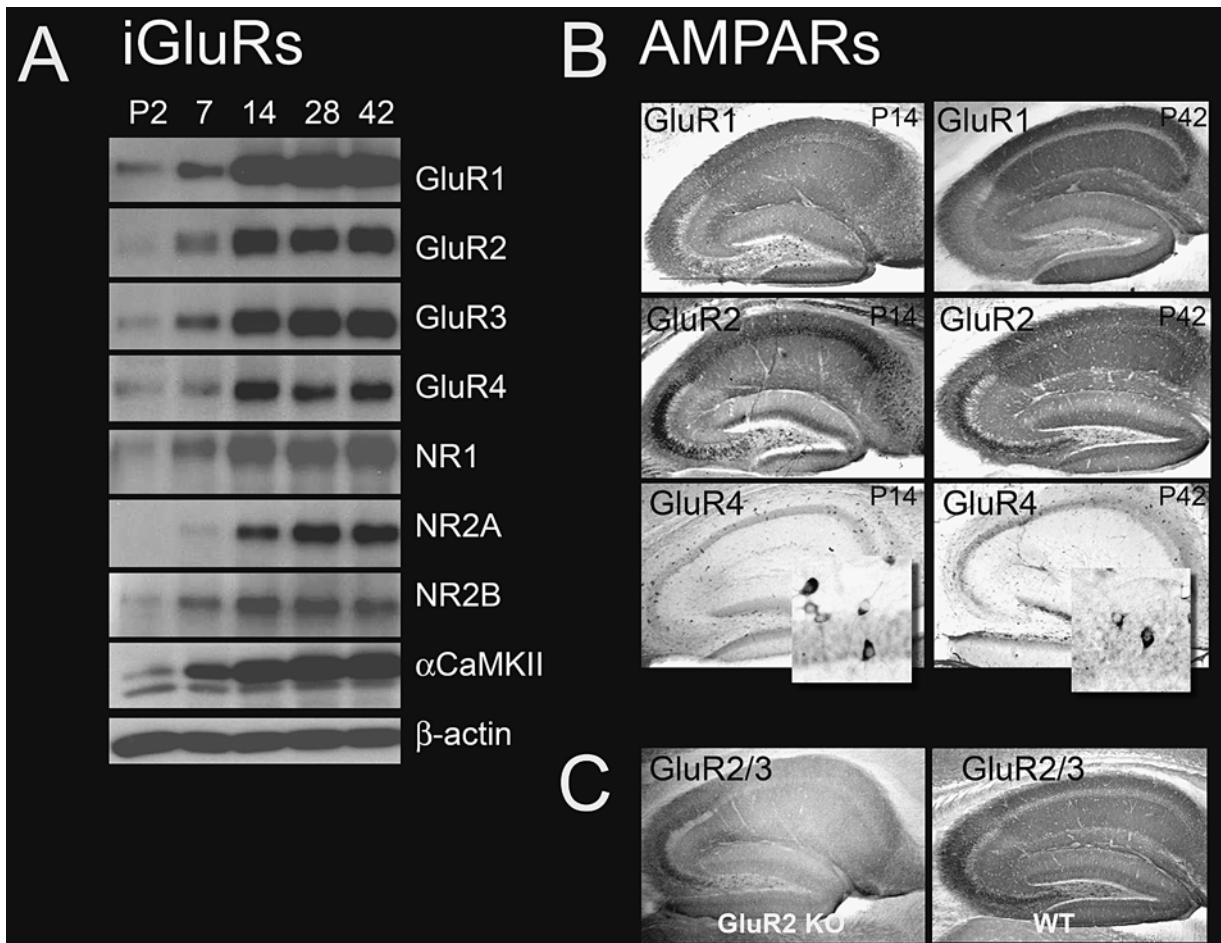 A iGluRs
P2 7 14 28 42
GluR1
GluR2
GluR3
GluR4
NR1
NR2A
NR2B
αCaMKII
β-actin
B AMPARs
GluR1 P14
GluR1 P42
GluR2 P14
GluR2 P42
GluR4 P14
GluR4 P42
C
GluR2/3
GluR2 KO
GluR2/3
WT